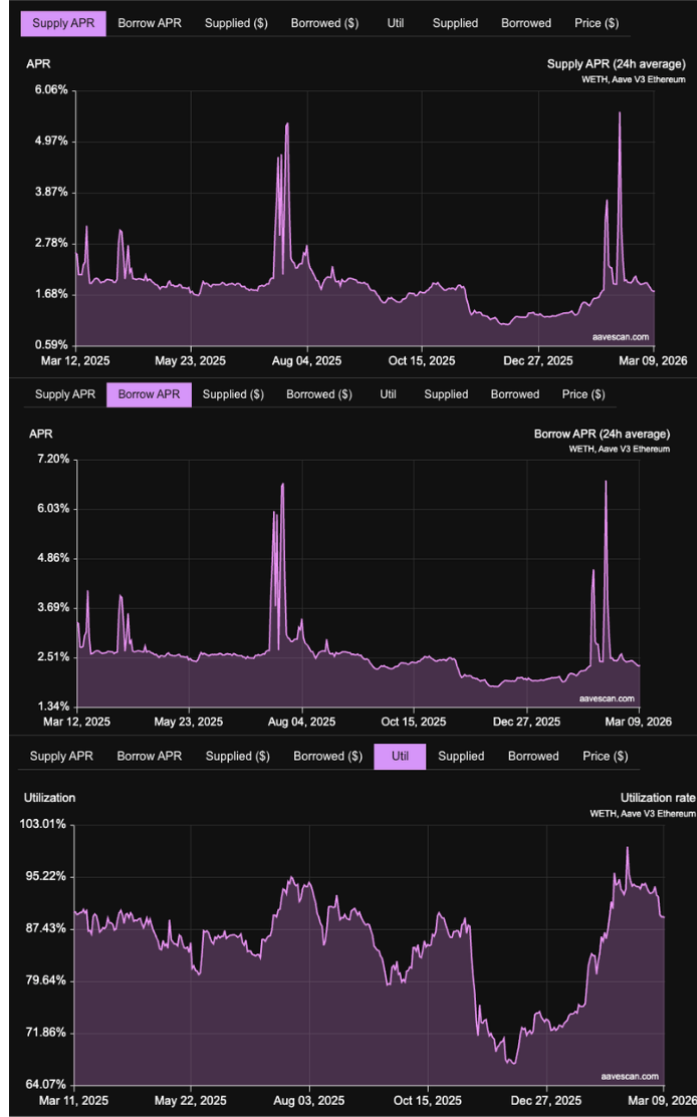 Supply APR Borrow APR Supplied ($) Borrowed ($) Util Supplied Borrowed Price ($)
APR Supply APR (24h average)
WETH, Aave V3 Ethereum
6.06%
4.97%
3.87%
2.78%
1.68%
0.59%
aavescan.com
Mar 12, 2025 May 23, 2025 Aug 04, 2025 Oct 15, 2025 Dec 27, 2025 Mar 09, 2026
Supply APR Borrow APR Supplied ($) Borrowed ($) Util Supplied Borrowed Price ($)
APR Borrow APR (24h average)
WETH, Aave V3 Ethereum
7.20%
6.03%
4.86%
3.69%
2.51%
1.34%
aavescan.com
Mar 12, 2025 May 23, 2025 Aug 04, 2025 Oct 15, 2025 Dec 27, 2025 Mar 09, 2026
Supply APR Borrow APR Supplied ($) Borrowed ($) Util Supplied Borrowed Price ($)
Utilization Utilization rate
WETH, Aave V3 Ethereum
103.01%
95.22%
87.43%
79.64%
71.86%
64.07%
aavescan.com
Mar 11, 2025 May 22, 2025 Aug 03, 2025 Oct 15, 2025 Dec 27, 2025 Mar 09, 2026